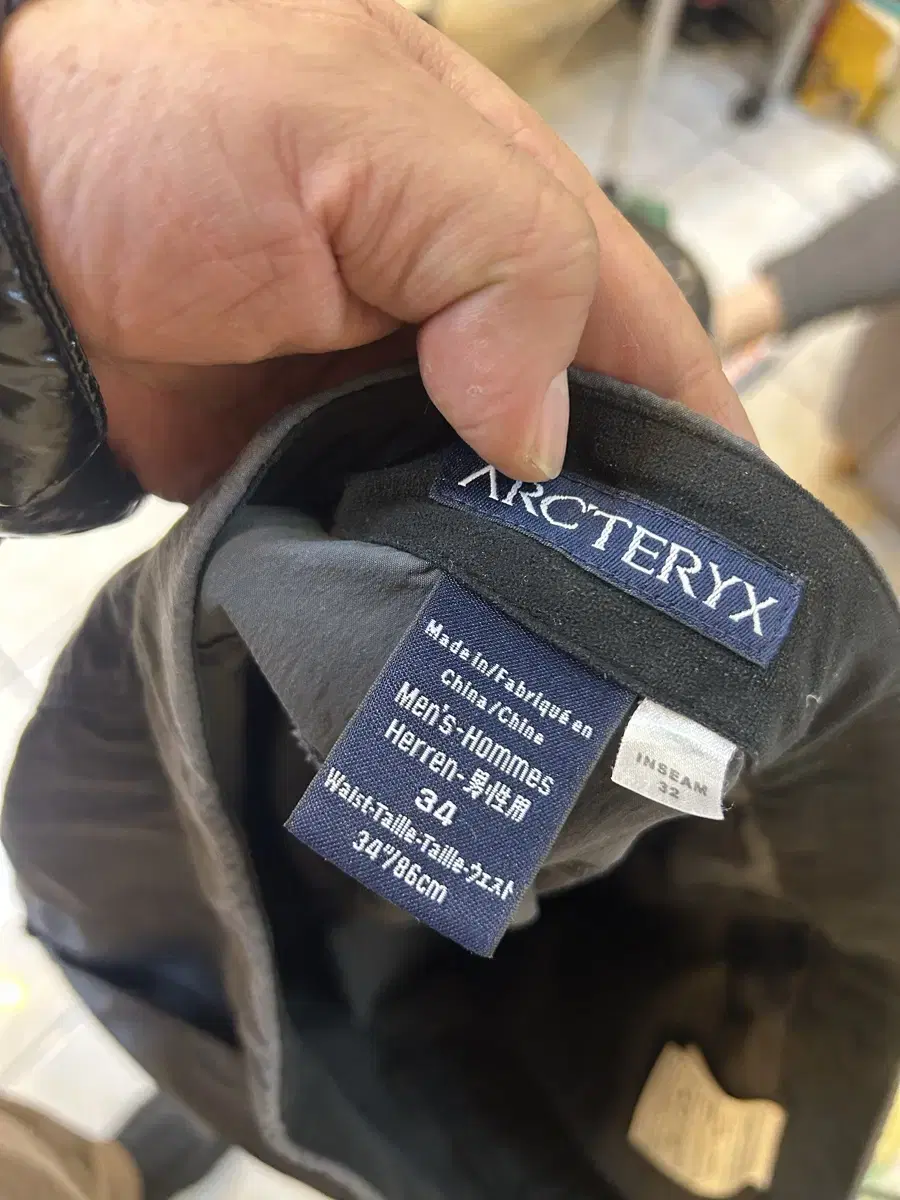 ARCTERYX
Made in/Fabriqué en
China/Chine
Men's-Hommes
Herren-男性用
34
Waist-Taille-Taille-ウェスト
34"/86cm
INSEAM
32